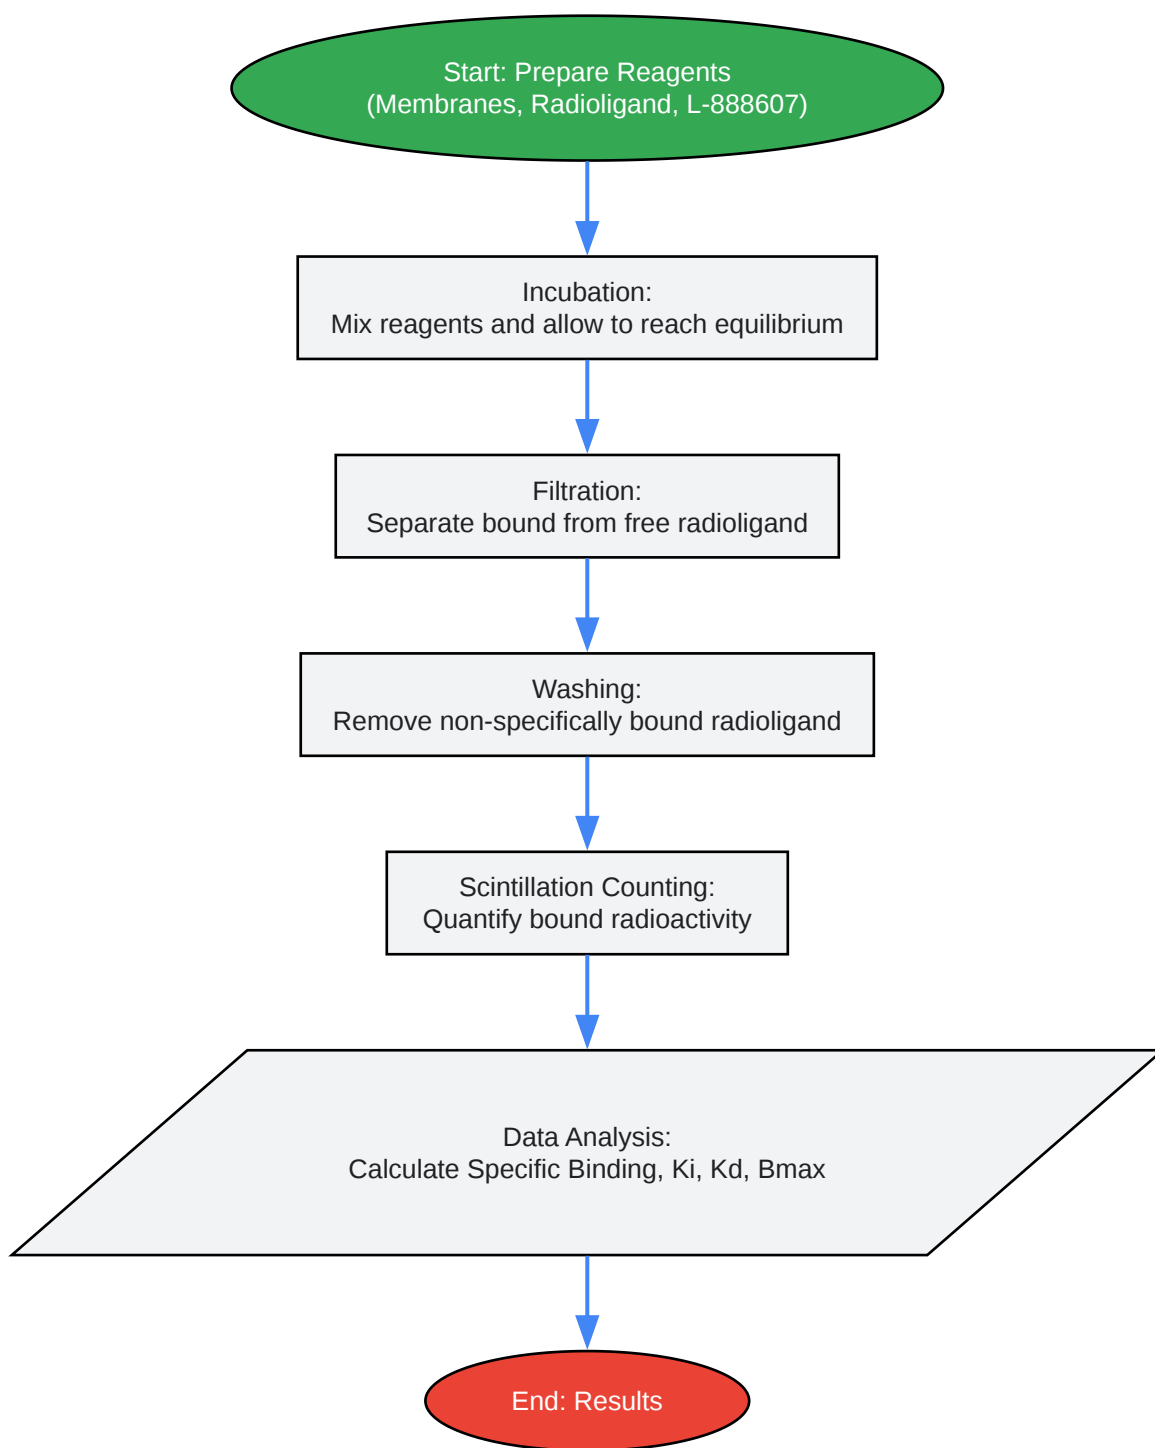 Start: Prepare Reagents
(Membranes, Radioligand, L-888607)
Incubation:
Mix reagents and allow to reach equilibrium
Filtration:
Separate bound from free radioligand
Washing:
Remove non-specifically bound radioligand
Scintillation Counting:
Quantify bound radioactivity
Data Analysis:
Calculate Specific Binding, Ki, Kd, Bmax
End: Results